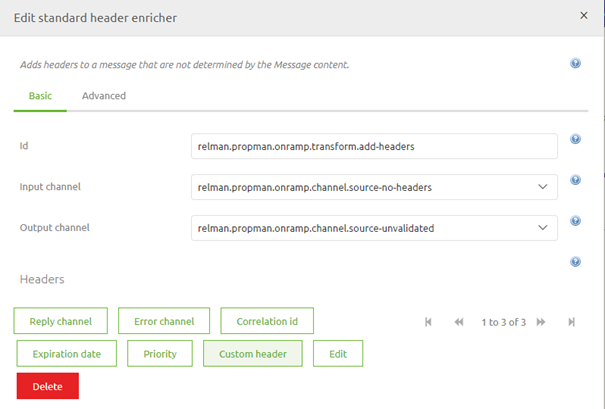 Edit standard header enricher
Adds headers to a message that are not determined by the Message content.
Basic Advanced
Id relman.propman.onramp.transform.add-headers
Input channel relman.propman.onramp.channel.source-no-headers
Output channel relman.propman.onramp.channel.source-unvalidated
Headers
Reply channel Error channel Correlation id 1 to 3 of 3
Expiration date Priority Custom header Edit
Delete